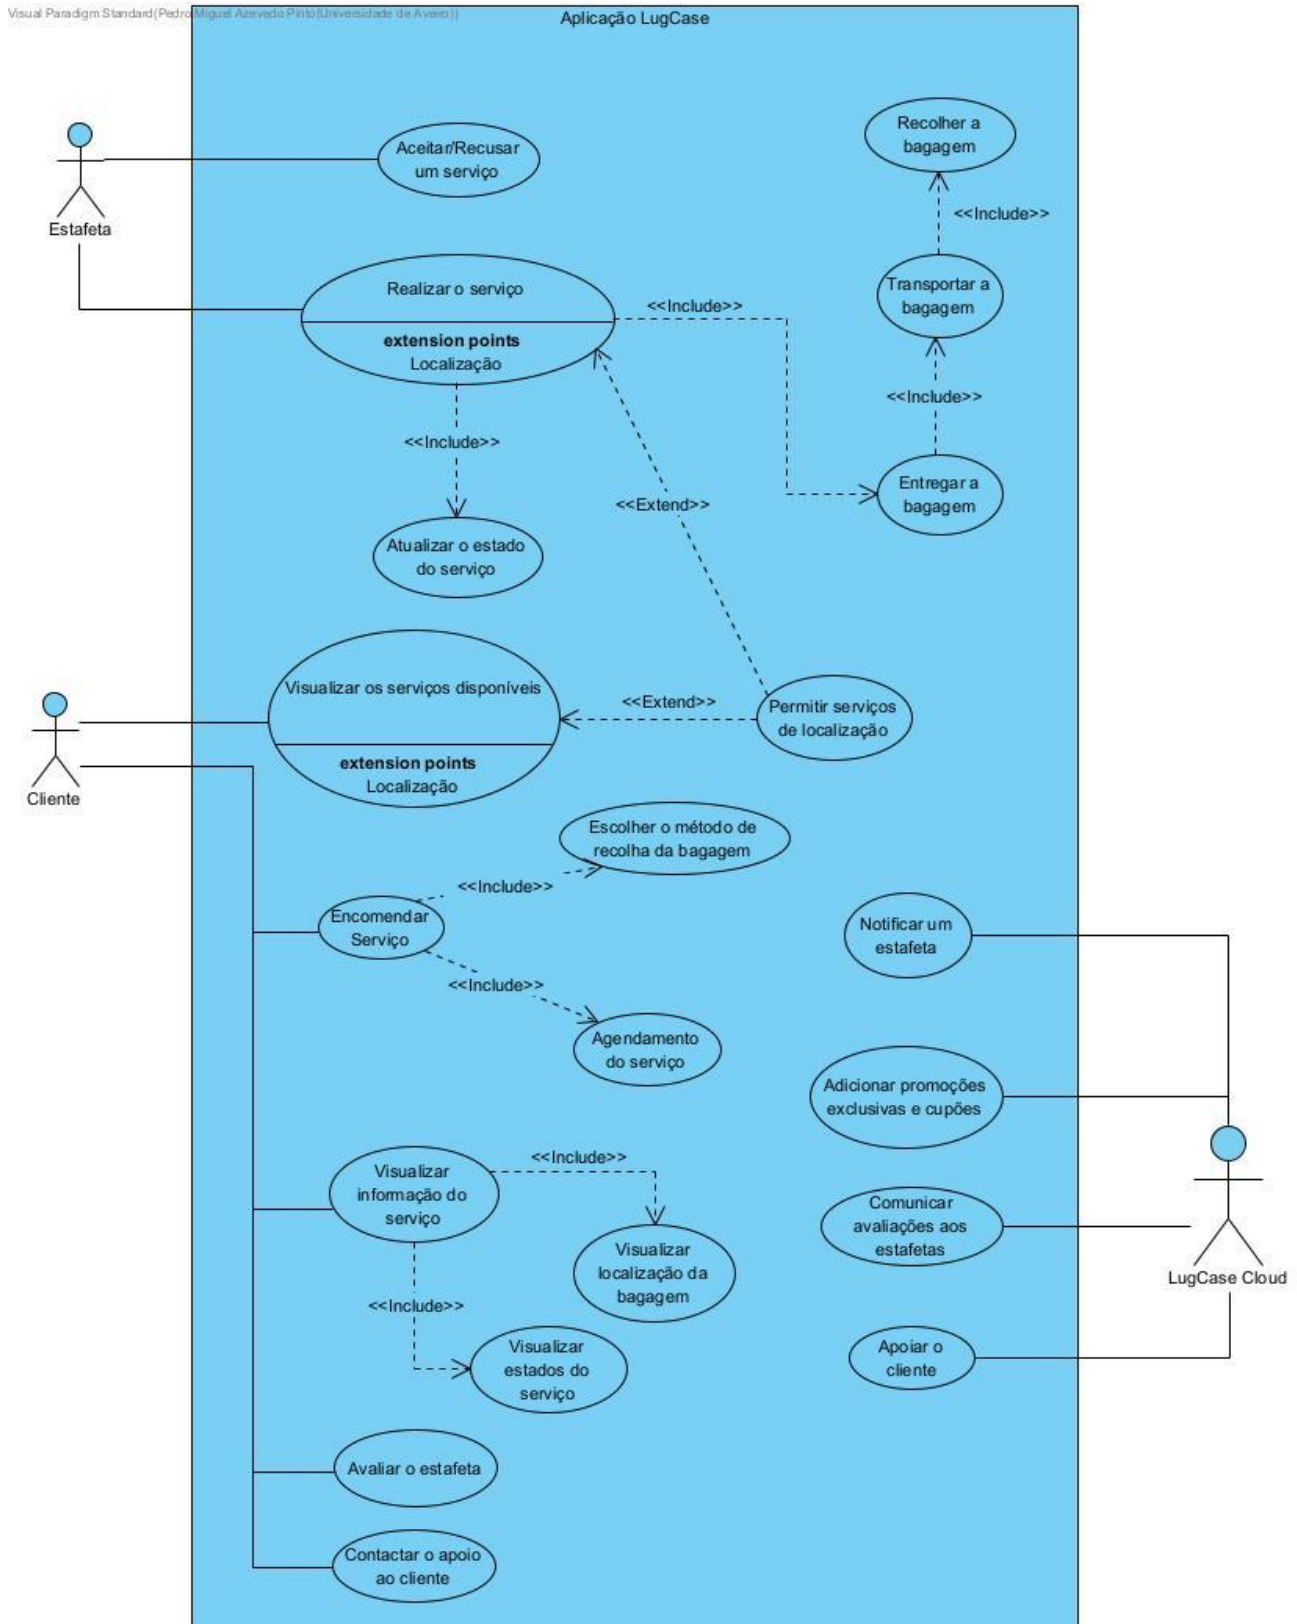 Visual Paradigm Standard(Pedro Miguel Azevedo Pinto(Universidade de Aveiro))
Aplicação LugCase
Recolher a
bagagem
Aceitar/Recusar
um serviço
<<Include>>
Estafeta
Realizar o serviço
extension points
Localização
<<Include>>
Transportar a
bagagem
<<Include>>
<<Include>>
Entregar a
bagagem
<<Extend>>
Atualizar o estado
do serviço
Visualizar os serviços disponíveis
extension points
Localização
<<Extend>>
Permitir serviços
de localização
Cliente
Escolher o método de
recolha da bagagem
<<Include>>
Encomendar
Serviço
<<Include>>
Agendamento
do serviço
Notificar um
estafeta
Adicionar promoções
exclusivas e cupões
Visualizar
informação do
serviço
<<Include>>
Visualizar
localização da
bagagem
<<Include>>
Visualizar
estados do
serviço
Comunicar
avaliações aos
estafetas
LugCase Cloud
Apoiar o
cliente
Avaliar o estafeta
Contactar o apoio
ao cliente